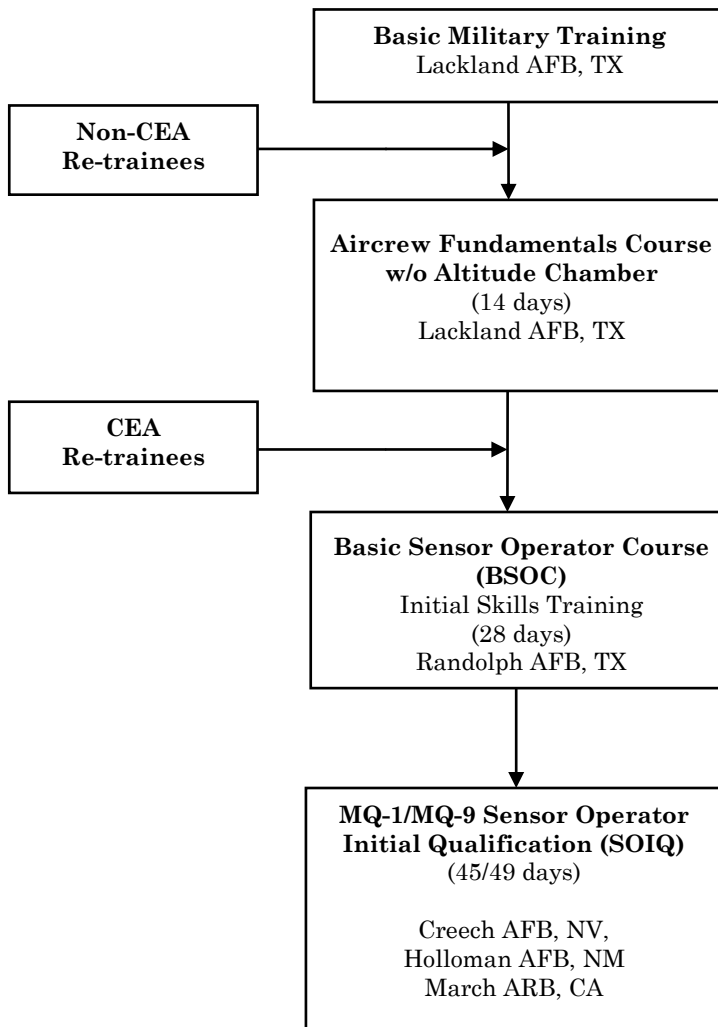 Basic Military Training
Lackland AFB, TX
Non-CEA
Re-trainees
Aircrew Fundamentals Course
w/o Altitude Chamber
(14 days)
Lackland AFB, TX
CEA
Re-trainees
Basic Sensor Operator Course
(BSOC)
Initial Skills Training
(28 days)
Randolph AFB, TX
MQ-1/MQ-9 Sensor Operator
Initial Qualification (SOIQ)
(45/49 days)
Creech AFB, NV,
Holloman AFB, NM
March ARB, CA